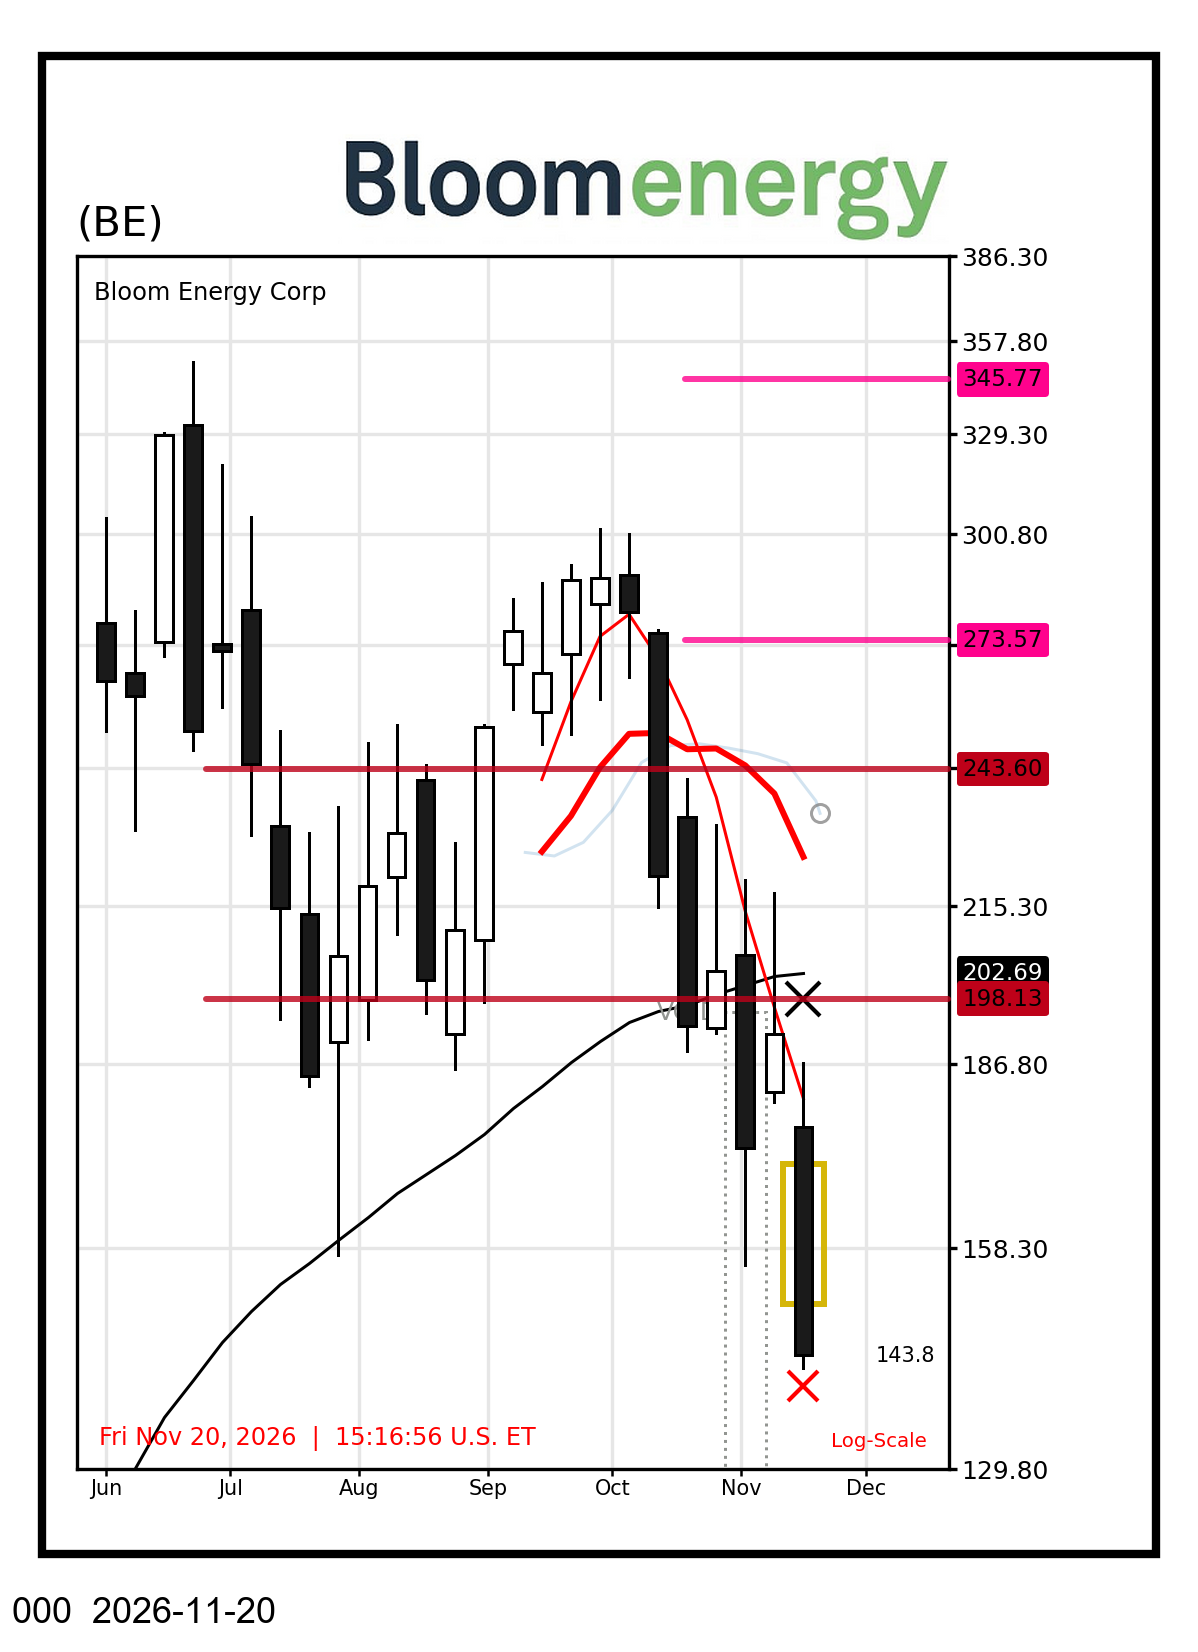 Bloomenergy
(BE)
Bloom Energy Corp
386.30
357.80
345.77
329.30
300.80
273.57
243.60
215.30
202.69
198.13
186.80
158.30
143.8
Fri Nov 20, 2026 | 15:16:56 U.S. ET
Log-Scale
129.80
Jun Jul Aug Sep Oct Nov Dec
000 2026-11-20